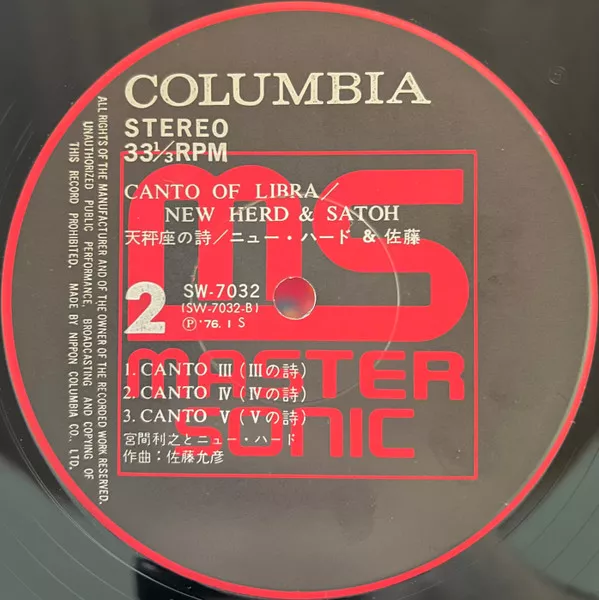 COLUMBIA
STEREO
33⅓RPM
CANTO OF LIBRA/
NEW HERD & SATOH
天秤座の詩/ニュー・ハード & 佐藤
2
SW-7032
(SW-7032-B)
Ⓟ '76. 1 S
1. CANTO Ⅲ (Ⅲの詩)
2. CANTO Ⅳ (Ⅳの詩)
3. CANTO Ⅴ (Ⅴの詩)
宮間利之とニュー・ハード
作曲:佐藤允彦
MS
MASTER
SONIC
ALL RIGHTS OF THE MANUFACTURER AND OF THE OWNER OF THE RECORDED WORK RESERVED.
UNAUTHORIZED PUBLIC PERFORMANCE, BROADCASTING AND COPYING OF
THIS RECORD PROHIBITED. MADE BY NIPPON COLUMBIA CO., LTD.